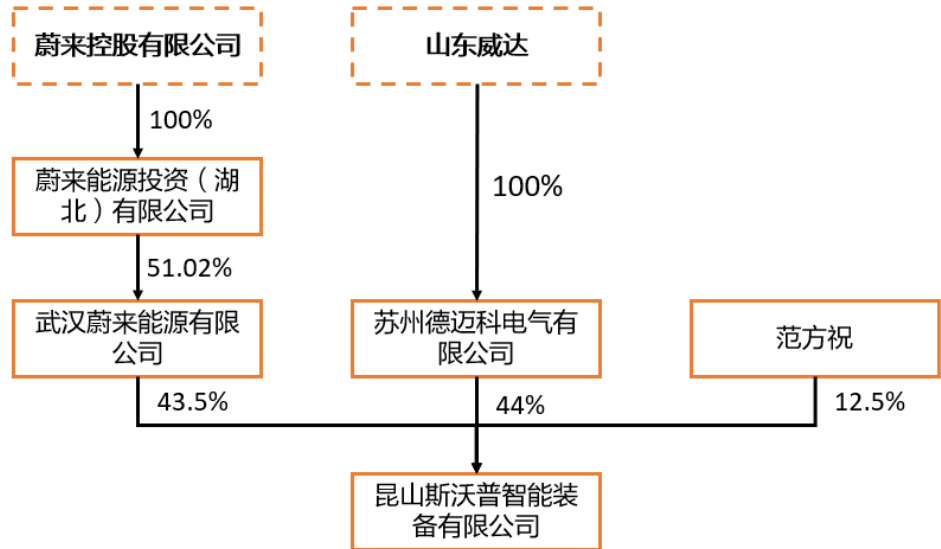 蔚来控股有限公司
山东威达
100%
蔚来能源投资（湖
北）有限公司
100%
51.02%
武汉蔚来能源有限
公司
苏州德迈科电气有
限公司
范方祝
43.5%
44%
12.5%
昆山斯沃普智能装
备有限公司